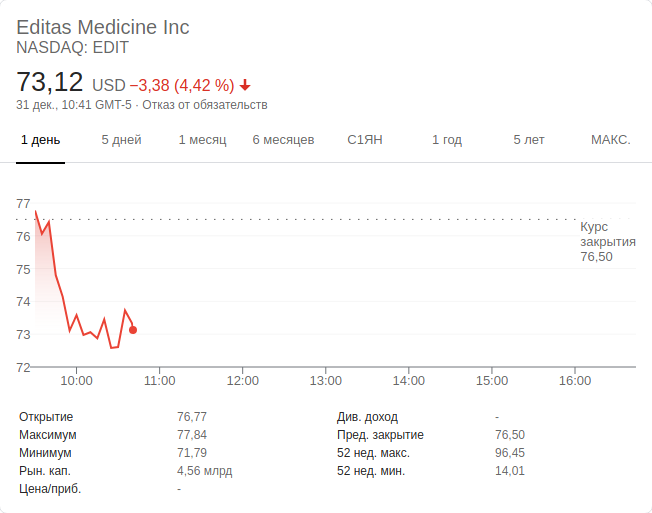 Editas Medicine Inc
NASDAQ: EDIT
73,12 USD −3,38 (4,42 %)
31 дек., 10:41 GMT-5 · Отказ от обязательств
1 день 5 дней 1 месяц 6 месяцев С1ЯН 1 год 5 лет МАКС.
77
76
75
74
73
72
Курс
закрытия
76,50
10:00 11:00 12:00 13:00 14:00 15:00 16:00
Открытие 76,77 Див. доход -
Максимум 77,84 Пред. закрытие 76,50
Минимум 71,79 52 нед. макс. 96,45
Рын. кап. 4,56 млрд 52 нед. мин. 14,01
Цена/приб. -